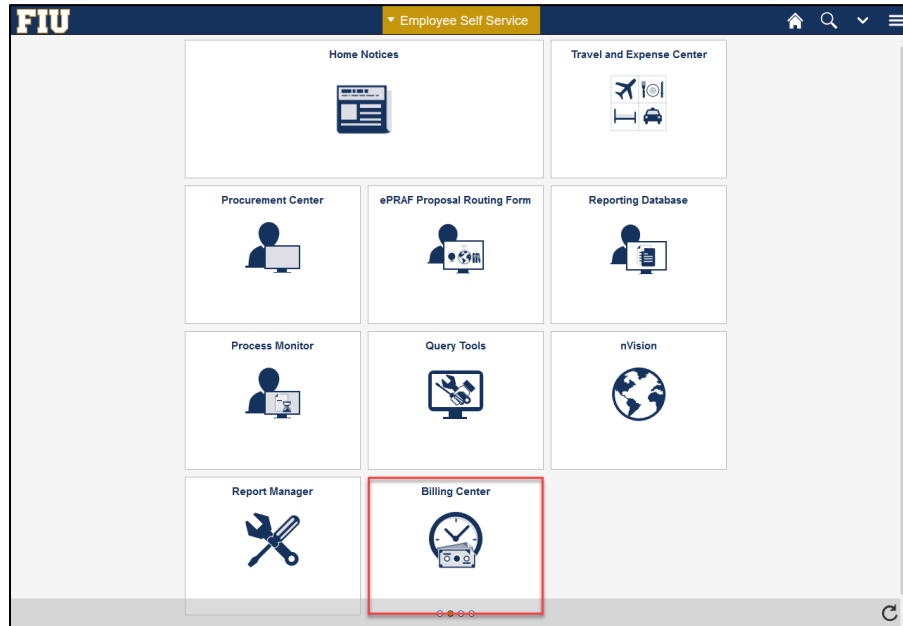 FIU
Employee Self Service
Home Notices
Travel and Expense Center
Procurement Center
ePRAF Proposal Routing Form
Reporting Database
Process Monitor
Query Tools
nVision
Report Manager
Billing Center